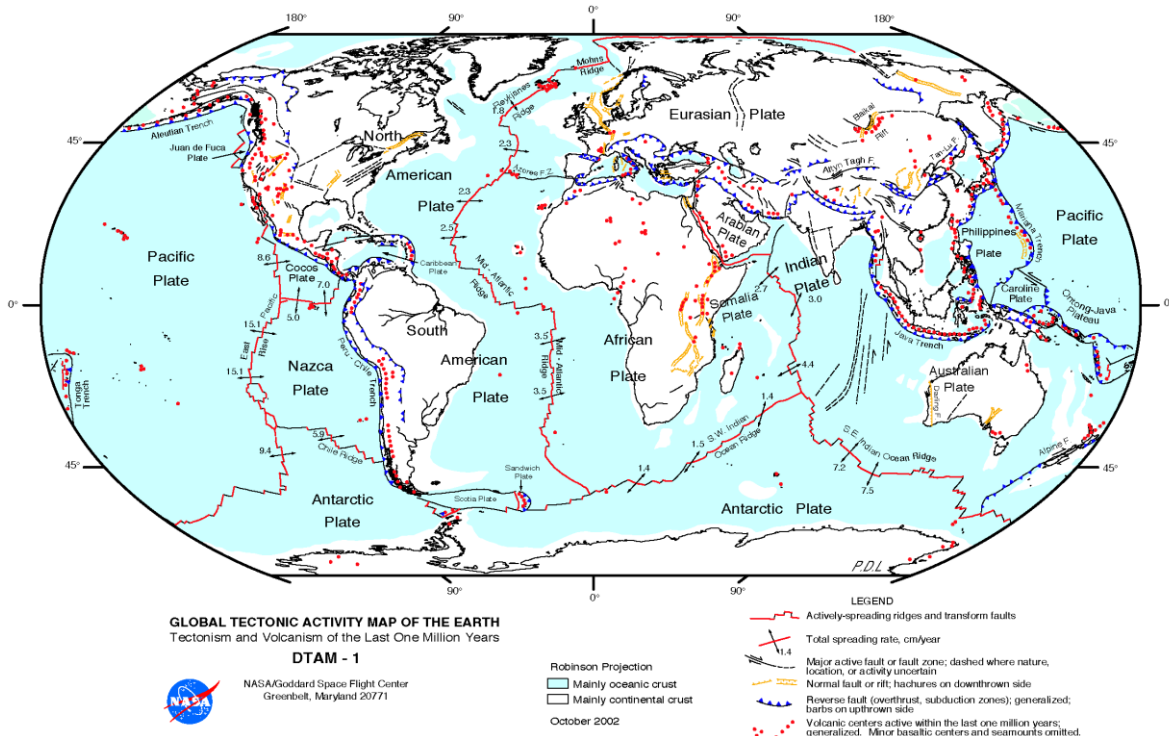 180°
90°
0°
90°
180°
Mohns
Ridge
Reykjanes
Ridge
1.8
Eurasian Plate
Baikal
Rift
45°
Aleutian Trench
Juan de Fuca
Plate
North
American
Plate
2.3
Azores F.Z.
2.3
2.5
Altyn Tagh F.
Tan-Lu F.
45°
Pacific
Plate
8.6
Cocos
Plate
7.0
5.0
Caribbean
Plate
Mid - Atlantic
Ridge
Arabian
Plate
Indian
Plate
Philippines
Plate
Mariana Trench
Pacific
Plate
0°
East
Pacific
Rise
15.1
15.1
South
American
Plate
3.5
Mid - Atlantic
Ridge
3.5
African
Plate
Somalia
Plate
2.7
3.0
4.4
Caroline
Plate
Ontong-Java
Plateau
0°
Java Trench
Tonga
Trench
Nazca
Plate
Peru - Chile
Trench
Australian
Plate
Darling F.
5.9
Chile Ridge
9.4
1.4
S.W. Indian
Ocean Ridge
1.5
1.4
S.E. Indian Ocean Ridge
7.2
7.5
Alpine F.
45°
45°
Sandwich
Plate
Scotia Plate
Antarctic
Plate
Antarctic Plate
P.D.L
90°
0°
90°
GLOBAL TECTONIC ACTIVITY MAP OF THE EARTH
Tectonism and Volcanism of the Last One Million Years
DTAM - 1
NASA
NASA/Goddard Space Flight Center
Greenbelt, Maryland 20771
Robinson Projection
Mainly oceanic crust
Mainly continental crust
October 2002
LEGEND
Actively-spreading ridges and transform faults
Total spreading rate, cm/year
1.4
Major active fault or fault zone; dashed where nature,
location, or activity uncertain
Normal fault or rift; hachures on downthrown side
Reverse fault (overthrust, subduction zones); generalized;
barbs on upthrown side
Volcanic centers active within the last one million years;
generalized. Minor basaltic centers and seamounts omitted.